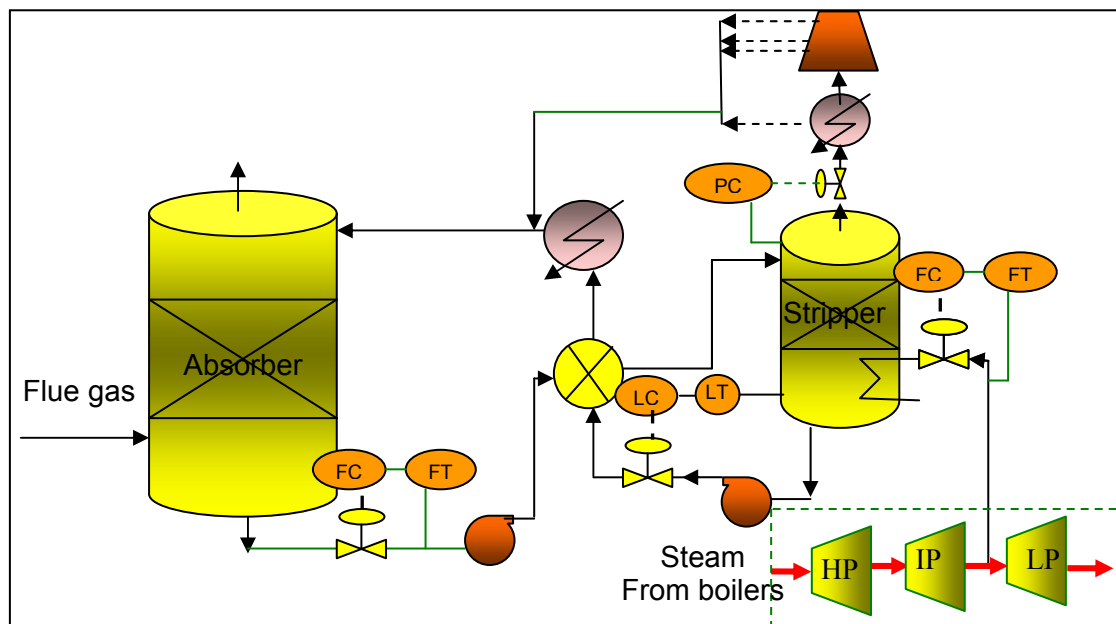 PC
FC
FT
Stripper
Absorber
Flue gas
LC
LT
FC
FT
Steam
From boilers
HP
IP
LP